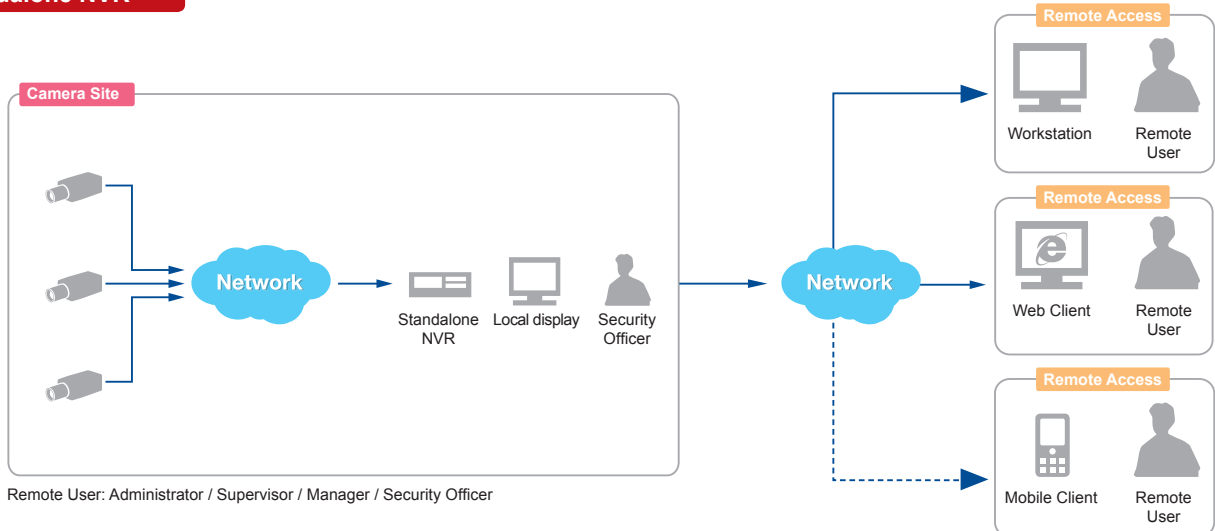 NVR
Camera Site
Network
Standalone
NVR
Local display
Security
Officer
Remote User: Administrator / Supervisor / Manager / Security Officer
Network
Remote Access
Workstation
Remote
User
Remote Access
Web Client
Remote
User
Remote Access
Mobile Client
Remote
User